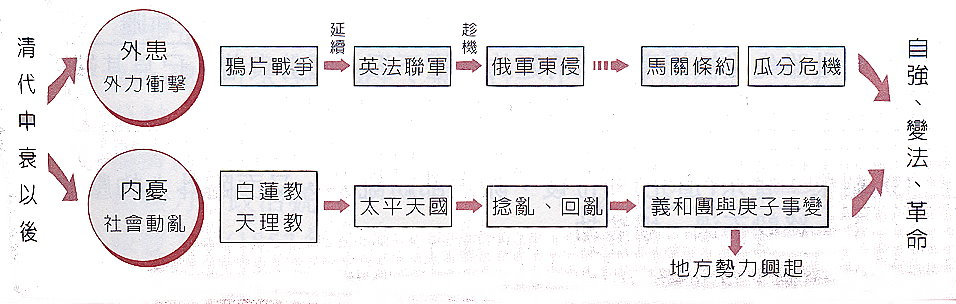 清代中衰以後
外患
外力衝擊
鴉片戰爭
延續
英法聯軍
趁機
俄軍東侵
馬關條約
瓜分危機
內憂
社會動亂
白蓮教
天理教
太平天國
捻亂、回亂
義和團與庚子事變
地方勢力興起
自強、變法、革命